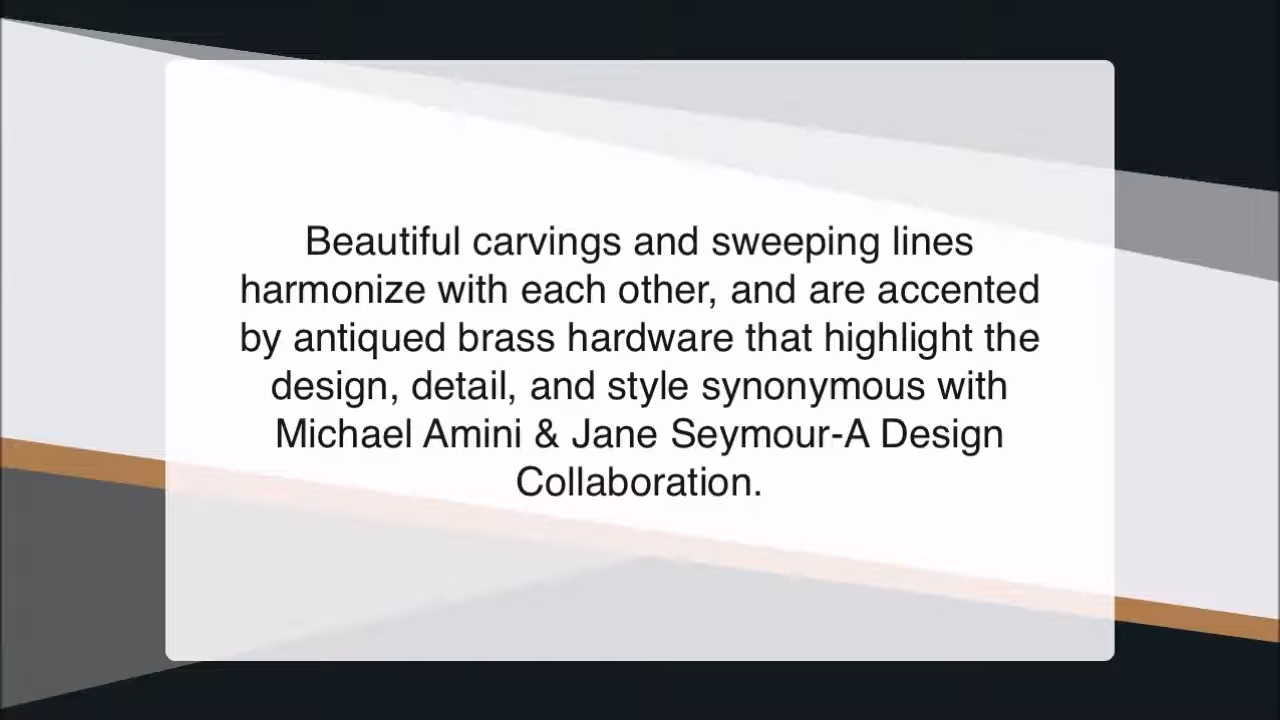 Beautiful carvings and sweeping lines
harmonize with each other, and are accented
by antiqued brass hardware that highlight the
design, detail, and style synonymous with
Michael Amini & Jane Seymour-A Design
Collaboration.